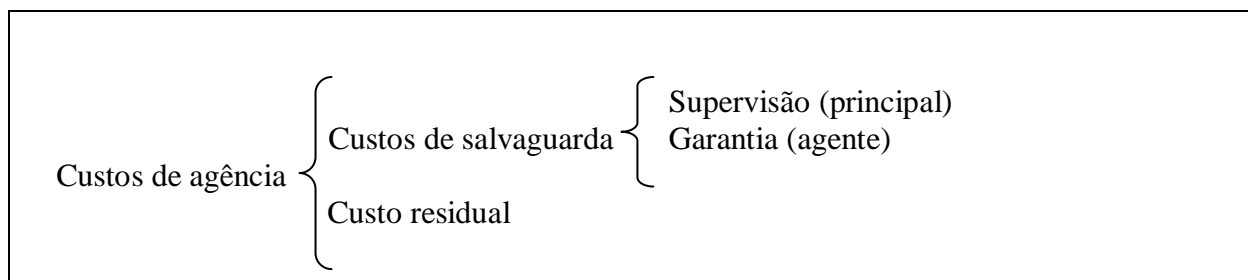 Custos de agência
Custos de salvaguarda
Supervisão (principal)
Garantia (agente)
Custo residual